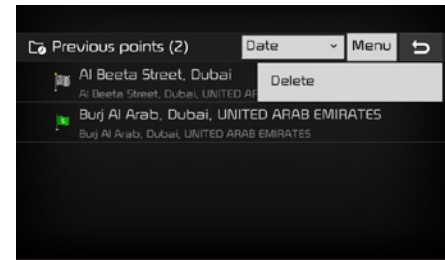 Previous points (2) Date Menu
Al Beeta Street, Dubai
Delete
Al Beeta Street, Dubai, UNITED AR
Burj Al Arab, Dubai, UNITED ARAB EMIRATES
Burj Al Arab, Dubai, UNITED ARAB EMIRATES